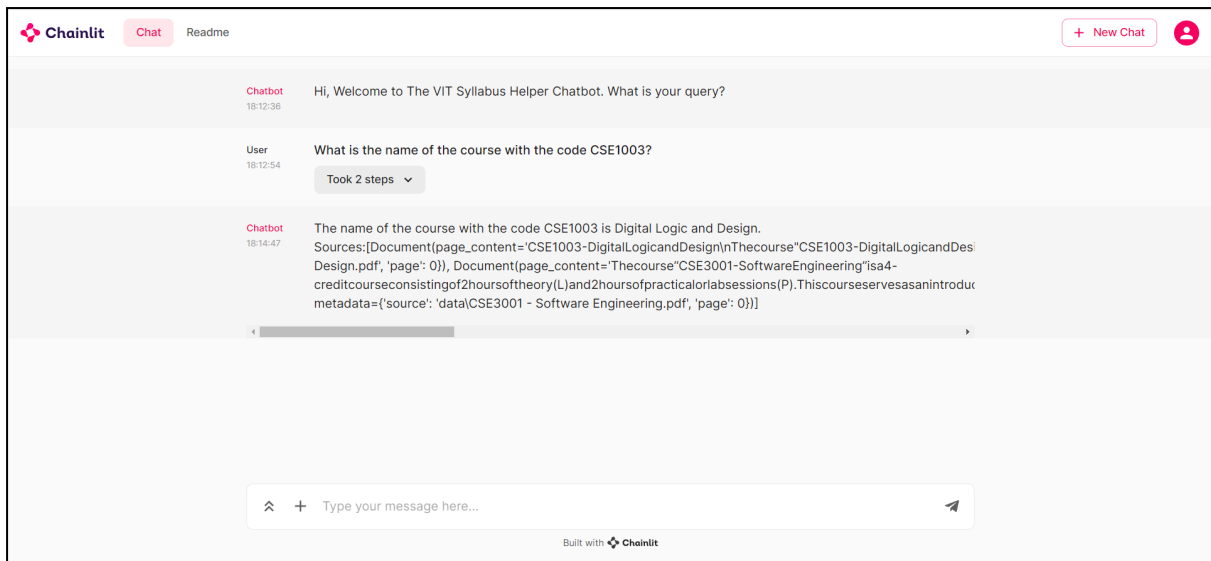 Chainlit Chat Readme + New Chat
Chatbot Hi, Welcome to The VIT Syllabus Helper Chatbot. What is your query?
18:12:36
User What is the name of the course with the code CSE1003?
18:12:54
Took 2 steps
Chatbot The name of the course with the code CSE1003 is Digital Logic and Design.
18:14:47 Sources:[Document(page_content='CSE1003-DigitalLogicandDesign\nThecourse"CSE1003-DigitalLogicandDesi
Design.pdf', 'page': 0}), Document(page_content='Thecourse“CSE3001-SoftwareEngineering”isa4-
creditcourseconsistingof2hoursoftheory(L)and2hoursofpracticalorlabsessions(P).Thiscourseservesasanintroduc
metadata={'source': 'data\CSE3001 - Software Engineering.pdf', 'page': 0})]
Type your message here...
Built with Chainlit